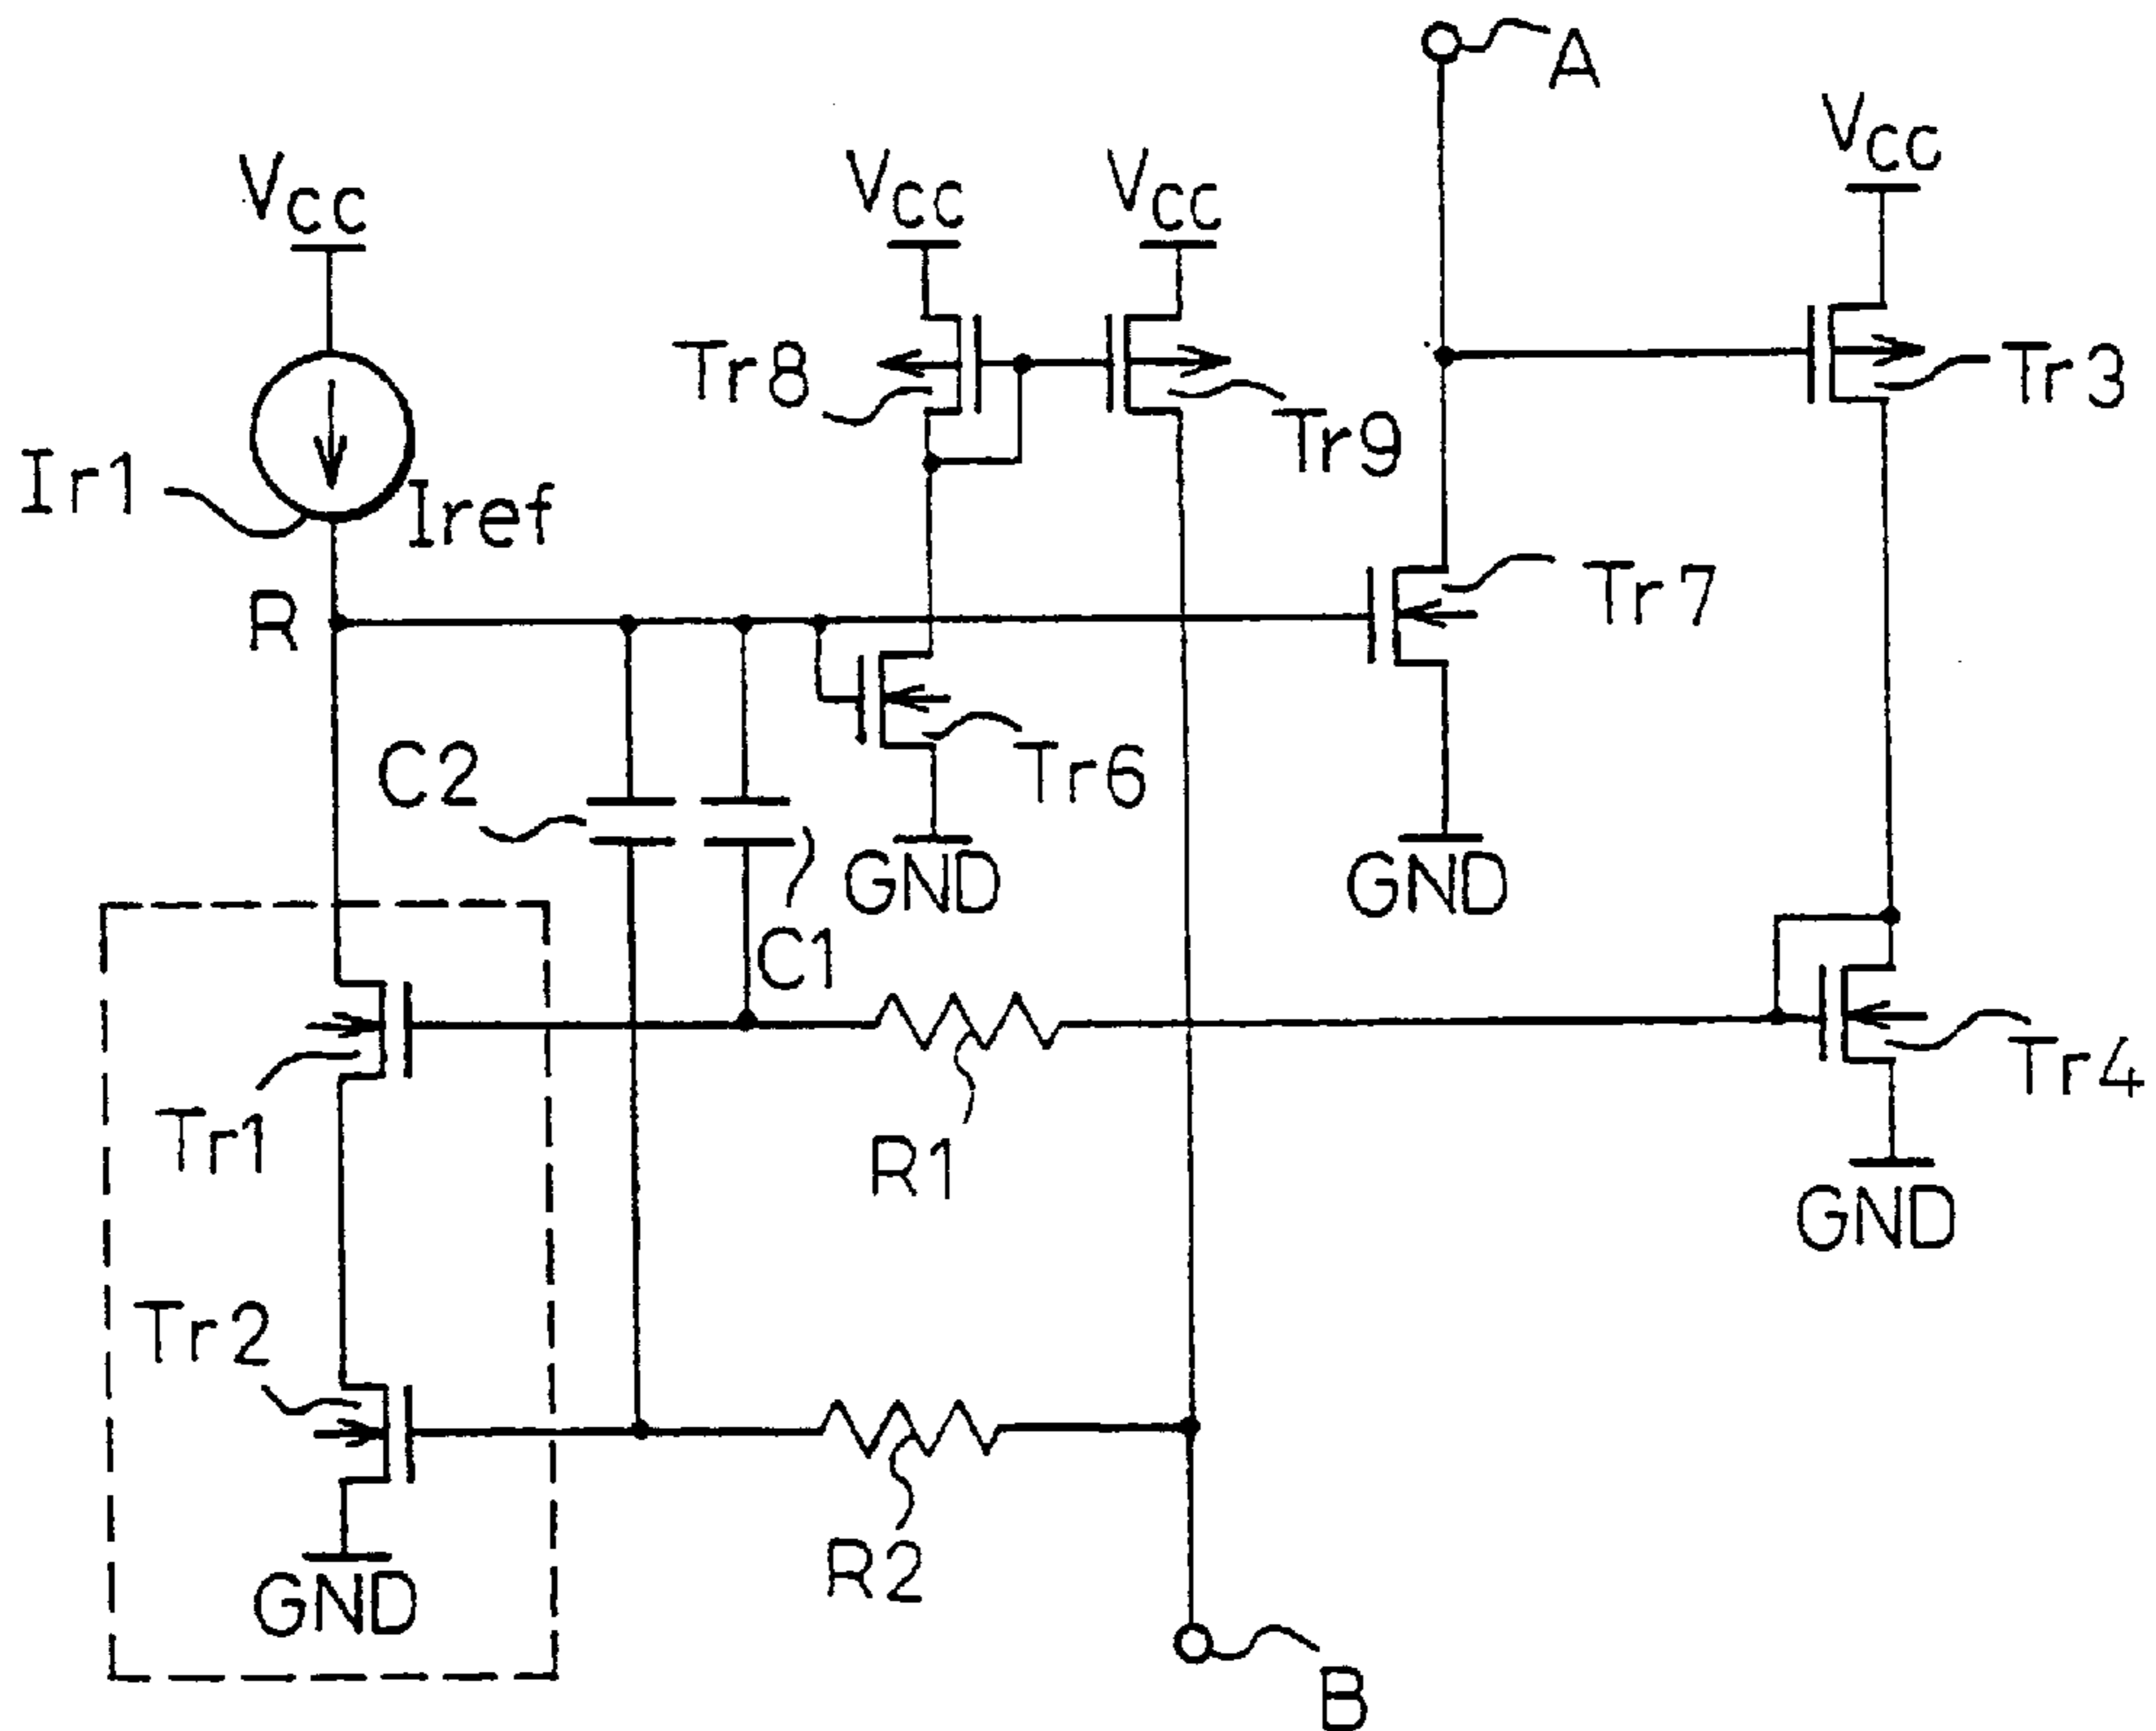 A
Vcc
Vcc
Vcc
Vcc
Tr8
Tr9
Tr3
Ir1
Iref
R
Tr7
C2
Tr6
GND
GND
C1
Tr1
R1
Tr4
GND
Tr2
R2
GND
B